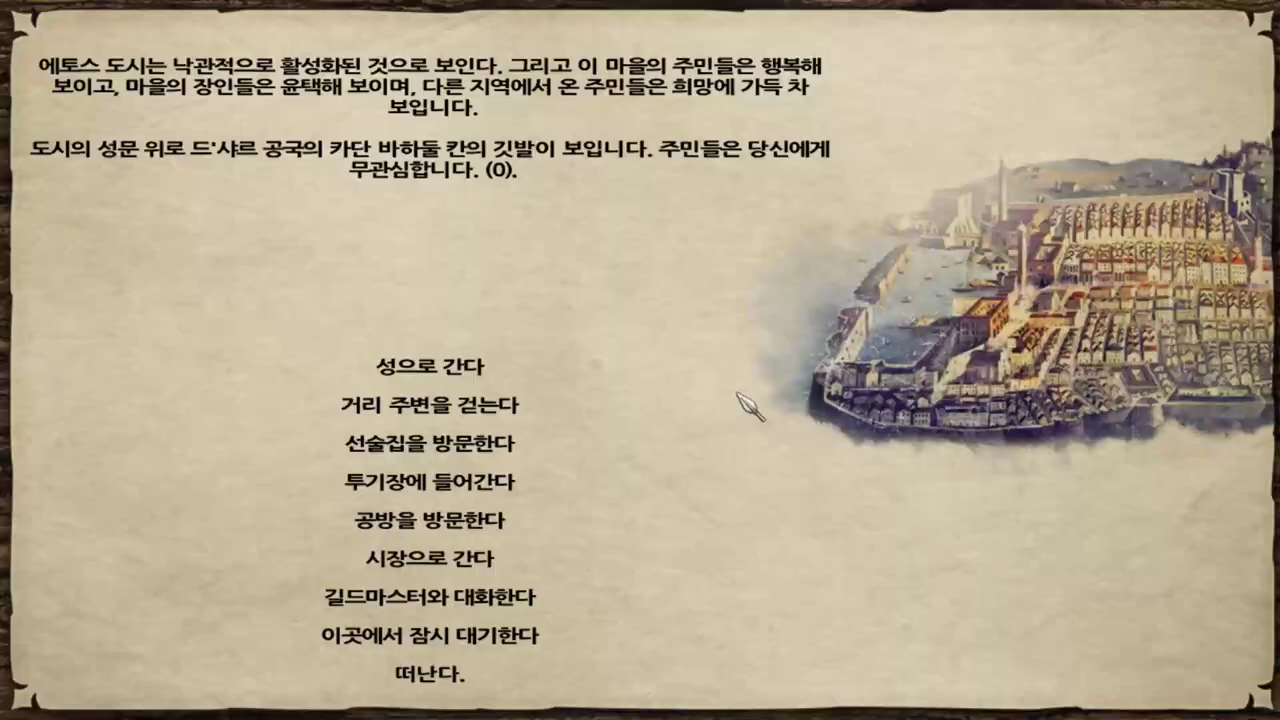 에토스 도시는 낙관적으로 활성화된 것으로 보인다. 그리고 이 마을의 주민들은 행복해
보이고, 마을의 장인들은 윤택해 보이며, 다른 지역에서 온 주민들은 희망에 가득 차
보입니다.
도시의 성문 위로 드'샤르 공국의 카단 바하둘 칸의 깃발이 보입니다. 주민들은 당신에게
무관심합니다. (0).
성으로 간다
거리 주변을 걷는다
선술집을 방문한다
투기장에 들어간다
공방을 방문한다
시장으로 간다
길드마스터와 대화한다
이곳에서 잠시 대기한다
떠난다.